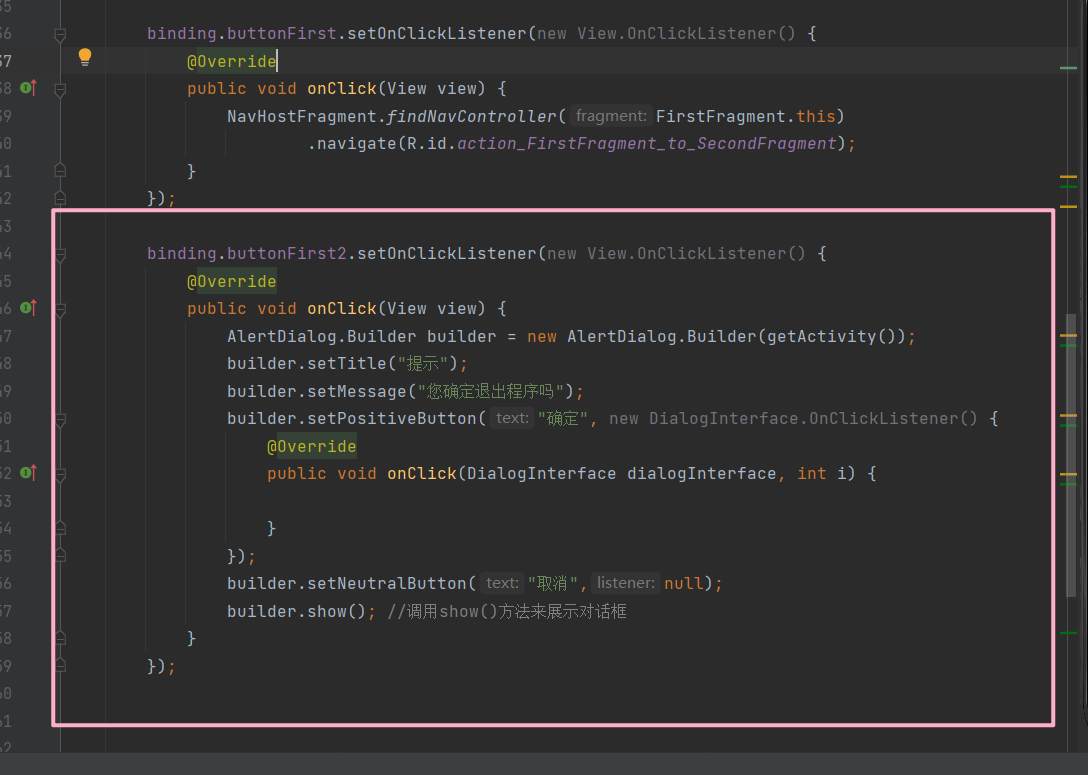 35
36 binding.buttonFirst.setOnClickListener(new View.OnClickListener() {
37 @Override
38 public void onClick(View view) {
39 NavHostFragment.findNavController( fragment: FirstFragment.this)
40 .navigate(R.id.action_FirstFragment_to_SecondFragment);
41 }
42 });
43
44 binding.buttonFirst2.setOnClickListener(new View.OnClickListener() {
45 @Override
46 public void onClick(View view) {
47 AlertDialog.Builder builder = new AlertDialog.Builder(getActivity());
48 builder.setTitle("提示");
49 builder.setMessage("您确定退出程序吗");
50 builder.setPositiveButton( text: "确定", new DialogInterface.OnClickListener() {
51 @Override
52 public void onClick(DialogInterface dialogInterface, int i) {
53
54 }
55 });
56 builder.setNeutralButton( text: "取消", listener: null);
57 builder.show(); //调用show()方法来展示对话框
58 }
59 });
60
61
62